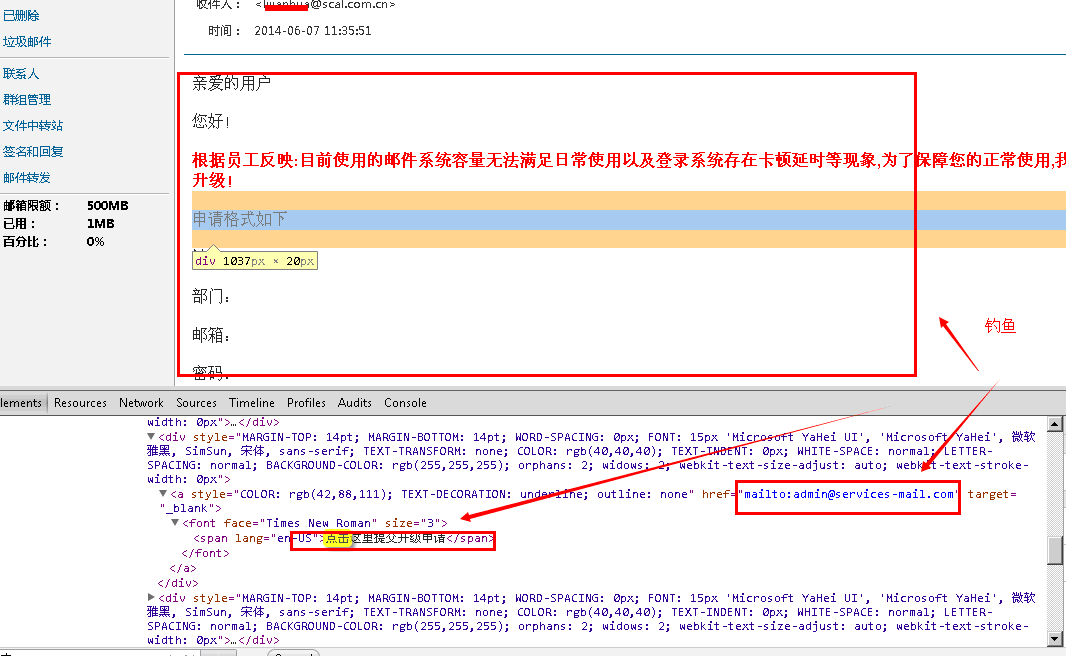 已删除
垃圾邮件
联系人
群组管理
文件中转站
签名和回复
邮件转发
邮箱限额： 500MB
已用： 1MB
百分比： 0%
收件人： @scal.com.cn>
时间： 2014-06-07 11:35:51
亲爱的用户
您好!
根据员工反映:目前使用的邮件系统容量无法满足日常使用以及登录系统存在卡顿延时等现象,为了保障您的正常使用,我
升级!
申请格式如下
div 1037px × 20px
部门:
邮箱:
密码:
钓鱼
lements Resources Network Sources Timeline Profiles Audits Console
width: 0px">…</div>
▼<div style="MARGIN-TOP: 14pt; MARGIN-BOTTOM: 14pt; WORD-SPACING: 0px; FONT: 15px 'Microsoft YaHei UI', 'Microsoft YaHei', 微软
雅黑, SimSun, 宋体, sans-serif; TEXT-TRANSFORM: none; COLOR: rgb(40,40,40); TEXT-INDENT: 0px; WHITE-SPACE: normal; LETTER-
SPACING: normal; BACKGROUND-COLOR: rgb(255,255,255); orphans: 2; widows: 2; webkit-text-size-adjust: auto; webkit-text-stroke-
width: 0px">
▼<a style="COLOR: rgb(42,88,111); TEXT-DECORATION: underline; outline: none" href="mailto:admin@services-mail.com" target=
"_blank">
▼<font face="Times New Roman" size="3">
<span lang="en-US">点击这里提交升级申请</span>
</font>
</a>
</div>
▶<div style="MARGIN-TOP: 14pt; MARGIN-BOTTOM: 14pt; WORD-SPACING: 0px; FONT: 15px 'Microsoft YaHei UI', 'Microsoft YaHei', 微软
雅黑, SimSun, 宋体, sans-serif; TEXT-TRANSFORM: none; COLOR: rgb(40,40,40); TEXT-INDENT: 0px; WHITE-SPACE: normal; LETTER-
SPACING: normal; BACKGROUND-COLOR: rgb(255,255,255); orphans: 2; widows: 2; webkit-text-size-adjust: auto; webkit-text-stroke-
width: 0px">…</div>